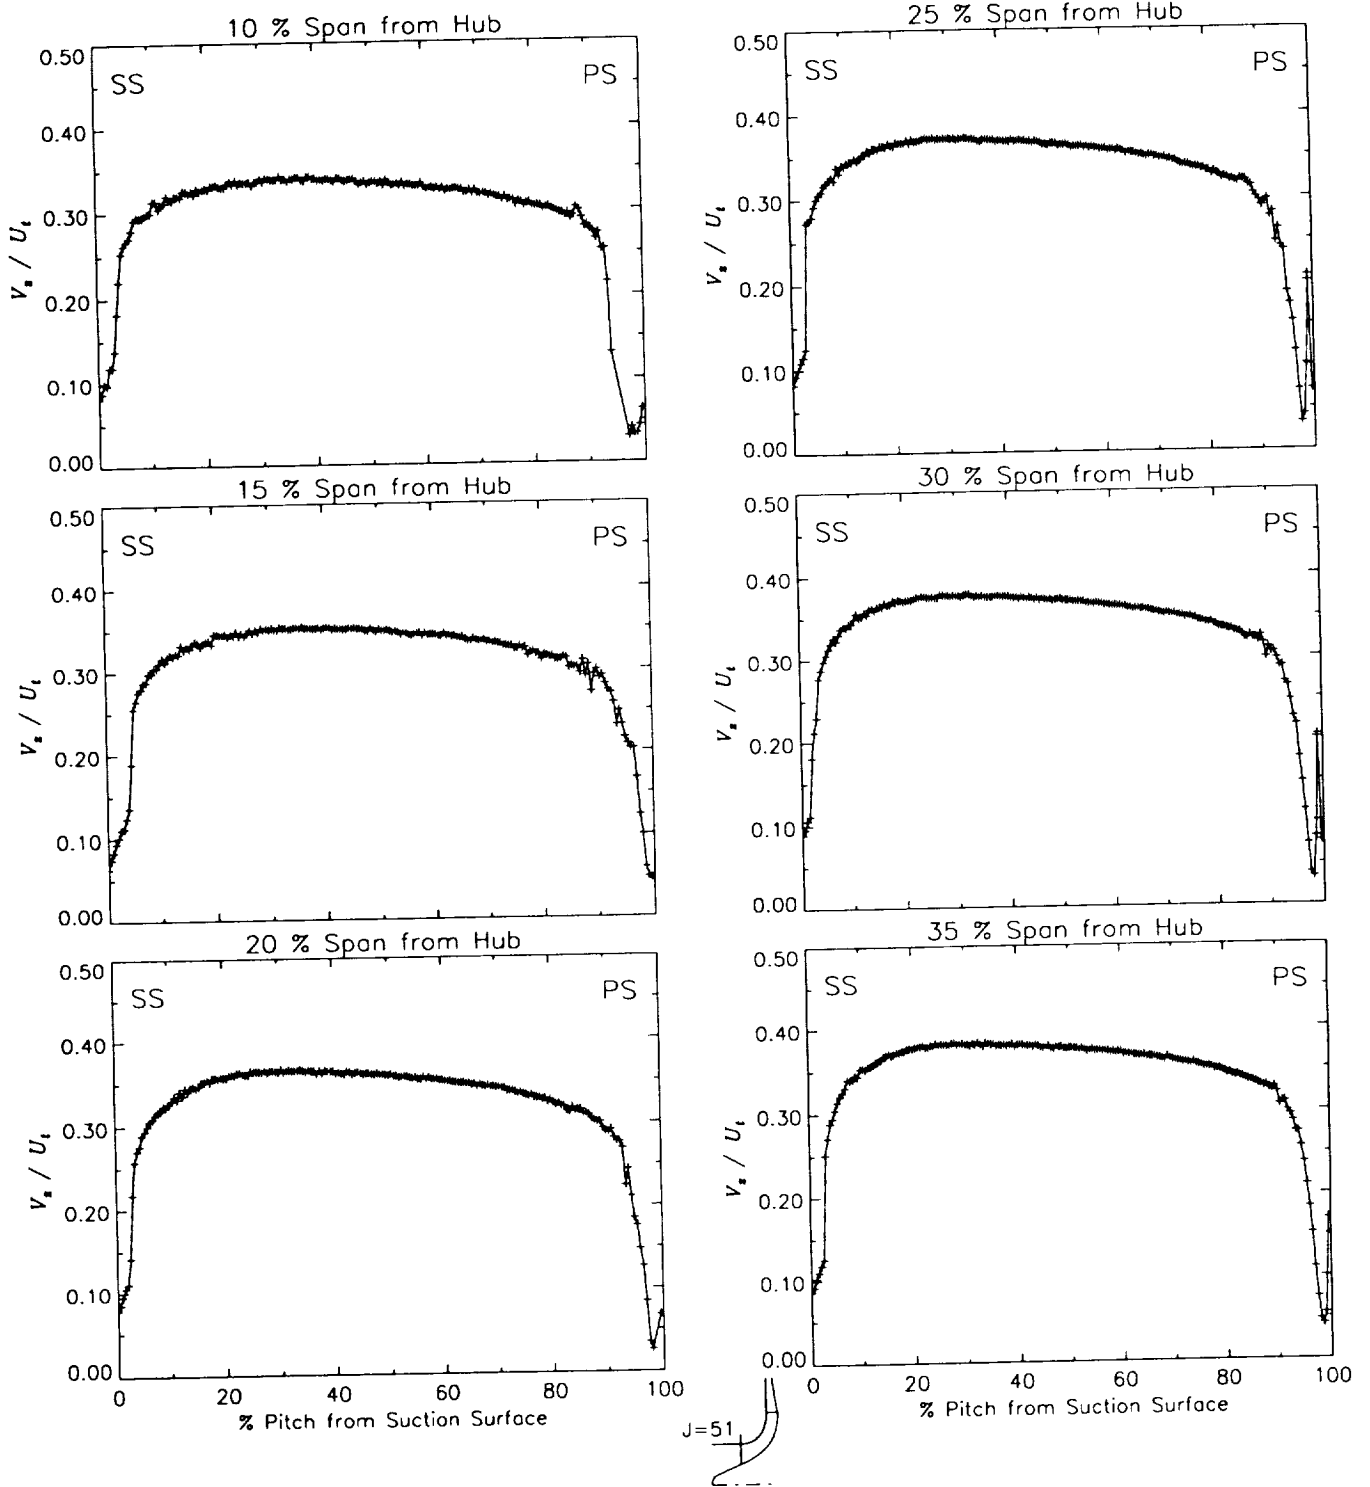 10 % Span from Hub
0.50
SS
PS
0.40
0.30
0.20
0.10
0.00
V_z / U_t
25 % Span from Hub
0.50
SS
PS
0.40
0.30
0.20
0.10
0.00
V_z / U_t
15 % Span from Hub
0.50
SS
PS
0.40
0.30
0.20
0.10
0.00
V_z / U_t
30 % Span from Hub
0.50
SS
PS
0.40
0.30
0.20
0.10
0.00
V_z / U_t
20 % Span from Hub
0.50
SS
PS
0.40
0.30
0.20
0.10
0.00
V_z / U_t
0 20 40 60 80 100
% Pitch from Suction Surface
35 % Span from Hub
0.50
SS
PS
0.40
0.30
0.20
0.10
0.00
V_z / U_t
0 20 40 60 80 100
% Pitch from Suction Surface
J=51